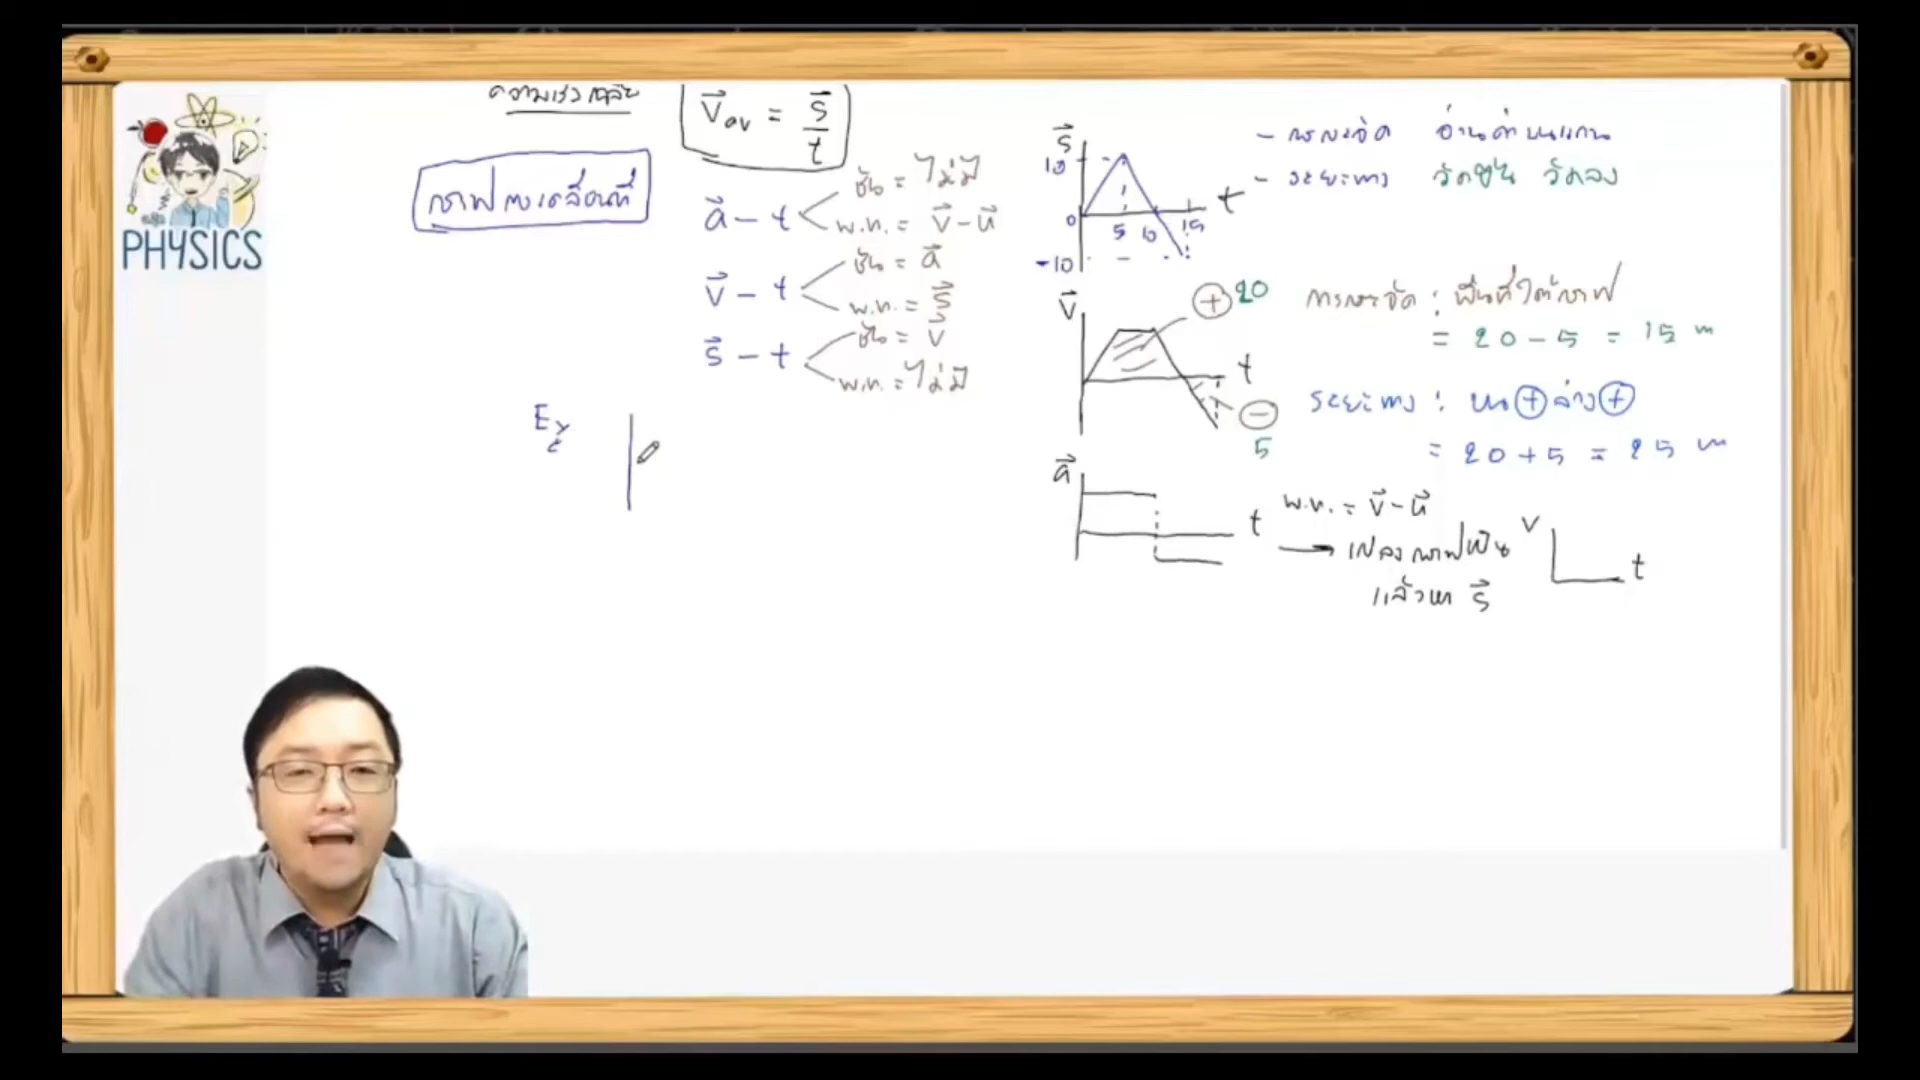 PHYSICS
ความเร็วเฉลี่ย
v⃗av = s⃗/t
กราฟการเคลื่อนที่
a⃗ - t
ชัน = ไม่มี
พ.ท. = v⃗ - u⃗
v⃗ - t
ชัน = a⃗
พ.ท. = s⃗
s⃗ - t
ชัน = v⃗
พ.ท. = ไม่มี
Ex
s⃗
10
0
5 10 15
t
-10
- การกระจัด อ่านค่าบนแกน
- ระยะทาง วัดขึ้น วัดลง
v⃗
+ 20
t
-
5
การกระจัด : พื้นที่ใต้กราฟ
= 20 - 5 = 15 m
ระยะทาง : บน + ล่าง +
= 20 + 5 = 25 m
a⃗
t
พ.ท. = v⃗ - u⃗
→ แปลงกราฟเป็น v t
แล้วหา s⃗